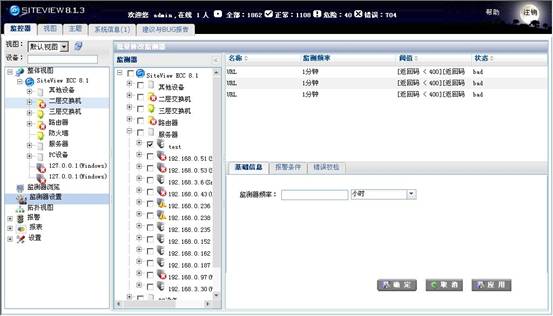 SITEVIEW 8.1.3
欢迎您 admin,在线 1 人 全部:1862 正常:1108 危险:40 错误:704
帮助 注销
监控器 视图 主题 系统信息(1) 建议与BUG报告
视图: 默认视图
设备:
整体视图
SiteView ECC 8.1
其他设备
二层交换机
三层交换机
路由器
防火墙
服务器
PC设备
127.0.0.1(Windows)
127.0.0.1(Windows)
监测器浏览
监测器设置
拓扑视图
报警
报表
设置
批量修改监测器
监测器
SiteView ECC 8.1
其他设备
二层交换机
三层交换机
路由器
服务器
test
192.168.0.51(S
192.168.0.53(L
192.168.3.6(Gr
192.168.0.43(D
192.168.0.236
192.168.0.238
192.168.0.235
192.168.0.152
192.168.0.162
192.168.0.187
192.168.0.97(O
192.168.3.30(S
名称 监测频率 阀值 状态
URL 1分钟 [返回码 < 400][返回码 bad
URL 1分钟 [返回码 < 400][返回码 bad
URL 1分钟 [返回码 < 400][返回码 bad
基础信息 报警条件 错误校检
监测器频率: 小时
确 定 取 消 应 用